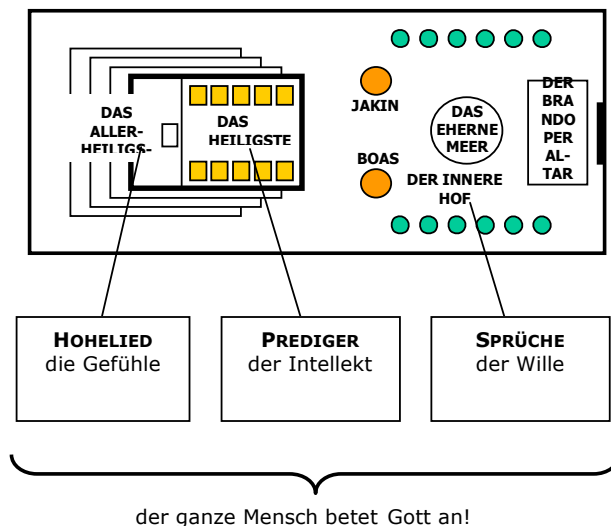 DAS
ALLER-
HEILIGS-
DAS
HEILIGSTE
JAKIN
BOAS
DAS
EHERNE
MEER
DER INNERE
HOF
DER
BRA
NDO
PER
AL-
TAR
HOHELIED
die Gefühle
PREDIGER
der Intellekt
SPRÜCHE
der Wille
der ganze Mensch betet Gott an!